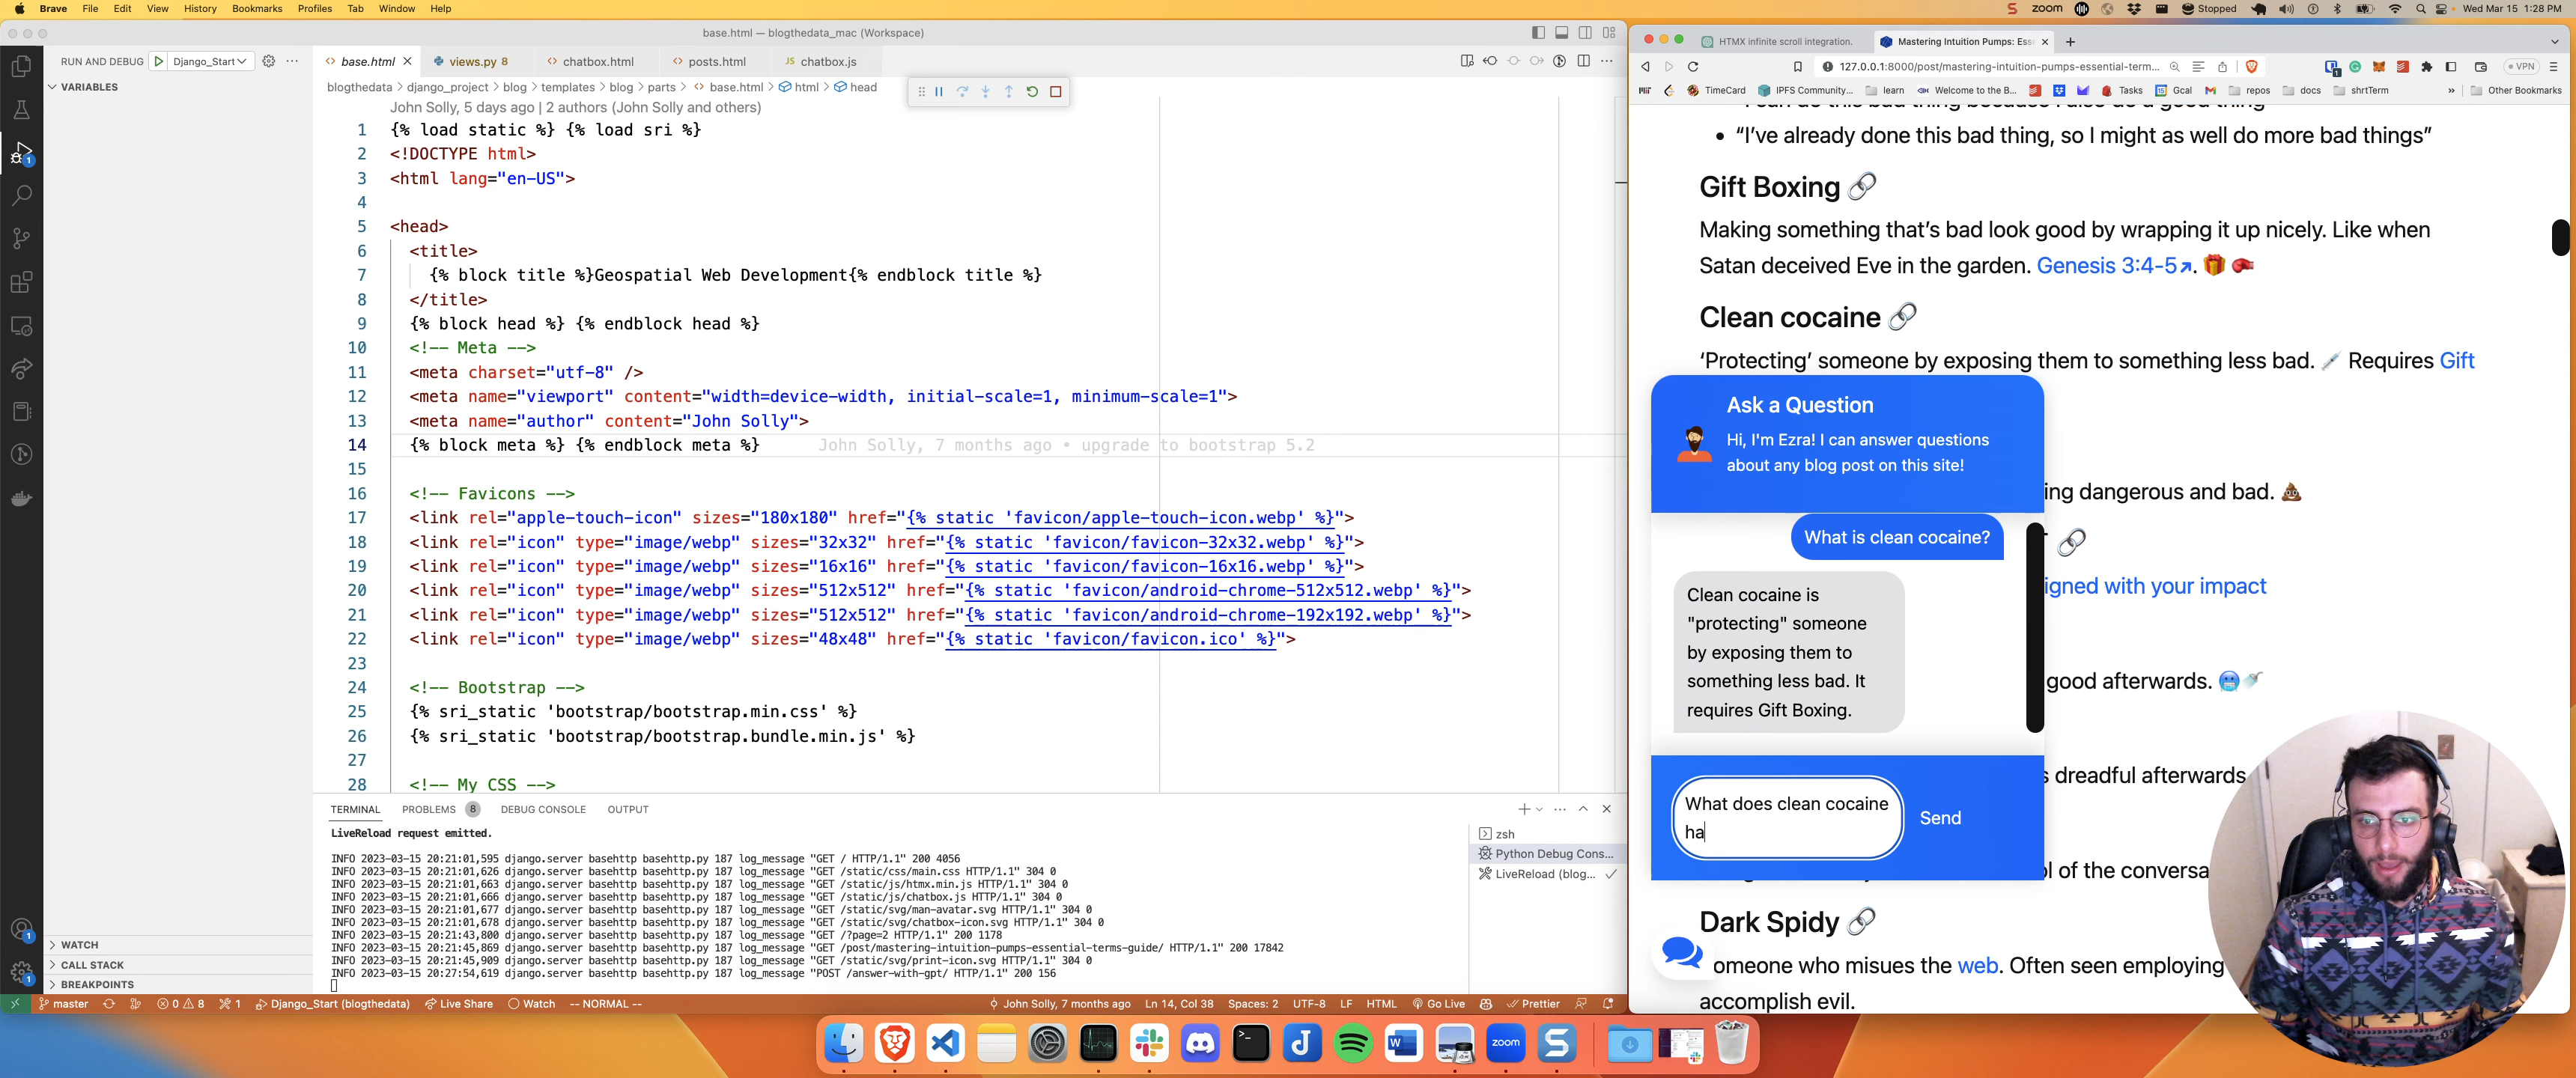 Brave File Edit View History Bookmarks Profiles Tab Window Help
zoom Stopped Wed Mar 15 1:28 PM
base.html — blogthedata_mac (Workspace)
RUN AND DEBUG Django_Start
VARIABLES
WATCH
CALL STACK
BREAKPOINTS
base.html views.py 8 chatbox.html posts.html JS chatbox.js
blogthedata > django_project > blog > templates > blog > parts > base.html > html > head
John Solly, 5 days ago | 2 authors (John Solly and others)
1 {% load static %} {% load sri %}
2 <!DOCTYPE html>
3 <html lang="en-US">
4
5 <head>
6 <title>
7 {% block title %}Geospatial Web Development{% endblock title %}
8 </title>
9 {% block head %} {% endblock head %}
10 <!-- Meta -->
11 <meta charset="utf-8" />
12 <meta name="viewport" content="width=device-width, initial-scale=1, minimum-scale=1">
13 <meta name="author" content="John Solly">
14 {% block meta %} {% endblock meta %} John Solly, 7 months ago • upgrade to bootstrap 5.2
15
16 <!-- Favicons -->
17 <link rel="apple-touch-icon" sizes="180x180" href="{% static 'favicon/apple-touch-icon.webp' %}">
18 <link rel="icon" type="image/webp" sizes="32x32" href="{% static 'favicon/favicon-32x32.webp' %}">
19 <link rel="icon" type="image/webp" sizes="16x16" href="{% static 'favicon/favicon-16x16.webp' %}">
20 <link rel="icon" type="image/webp" sizes="512x512" href="{% static 'favicon/android-chrome-512x512.webp' %}">
21 <link rel="icon" type="image/webp" sizes="512x512" href="{% static 'favicon/android-chrome-192x192.webp' %}">
22 <link rel="icon" type="image/webp" sizes="48x48" href="{% static 'favicon/favicon.ico' %}">
23
24 <!-- Bootstrap -->
25 {% sri_static 'bootstrap/bootstrap.min.css' %}
26 {% sri_static 'bootstrap/bootstrap.bundle.min.js' %}
27
28 <!-- My CSS -->
TERMINAL PROBLEMS 8 DEBUG CONSOLE OUTPUT
LiveReload request emitted.
INFO 2023-03-15 20:21:01,595 django.server basehttp basehttp.py 187 log_message "GET / HTTP/1.1" 200 4056
INFO 2023-03-15 20:21:01,626 django.server basehttp basehttp.py 187 log_message "GET /static/css/main.css HTTP/1.1" 304 0
INFO 2023-03-15 20:21:01,663 django.server basehttp basehttp.py 187 log_message "GET /static/js/htmx.min.js HTTP/1.1" 304 0
INFO 2023-03-15 20:21:01,666 django.server basehttp basehttp.py 187 log_message "GET /static/js/chatbox.js HTTP/1.1" 304 0
INFO 2023-03-15 20:21:01,677 django.server basehttp basehttp.py 187 log_message "GET /static/svg/man-avatar.svg HTTP/1.1" 304 0
INFO 2023-03-15 20:21:01,678 django.server basehttp basehttp.py 187 log_message "GET /static/svg/chatbox-icon.svg HTTP/1.1" 304 0
INFO 2023-03-15 20:21:43,800 django.server basehttp basehttp.py 187 log_message "GET /?page=2 HTTP/1.1" 200 1178
INFO 2023-03-15 20:21:45,869 django.server basehttp basehttp.py 187 log_message "GET /post/mastering-intuition-pumps-essential-terms-guide/ HTTP/1.1" 200 17842
INFO 2023-03-15 20:21:45,909 django.server basehttp basehttp.py 187 log_message "GET /static/svg/print-icon.svg HTTP/1.1" 304 0
INFO 2023-03-15 20:27:54,619 django.server basehttp basehttp.py 187 log_message "POST /answer-with-gpt/ HTTP/1.1" 200 156
zsh
Python Debug Cons...
LiveReload (blog...
master 0 8 1 Django_Start (blogthedata) Live Share Watch -- NORMAL -- John Solly, 7 months ago Ln 14, Col 38 Spaces: 2 UTF-8 LF HTML Go Live Prettier
HTMX infinite scroll integration. Mastering Intuition Pumps: Ess
127.0.0.1:8000/post/mastering-intuition-pumps-essential-term... VPN
TimeCard IPFS Community... learn Welcome to the B... Tasks Gcal repos docs shrtTerm » Other Bookmarks
“I’ve already done this bad thing, so I might as well do more bad things”
Gift Boxing
Making something that’s bad look good by wrapping it up nicely. Like when
Satan deceived Eve in the garden. Genesis 3:4-5.
Clean cocaine
‘Protecting’ someone by exposing them to something less bad. Requires Gift
ing dangerous and bad.
igned with your impact
good afterwards.
s dreadful afterwards
ol of the conversa
Dark Spidy
omeone who misues the web. Often seen employing
accomplish evil.
Ask a Question
Hi, I'm Ezra! I can answer questions
about any blog post on this site!
What is clean cocaine?
Clean cocaine is
"protecting" someone
by exposing them to
something less bad. It
requires Gift Boxing.
What does clean cocaine
ha
Send
zoom